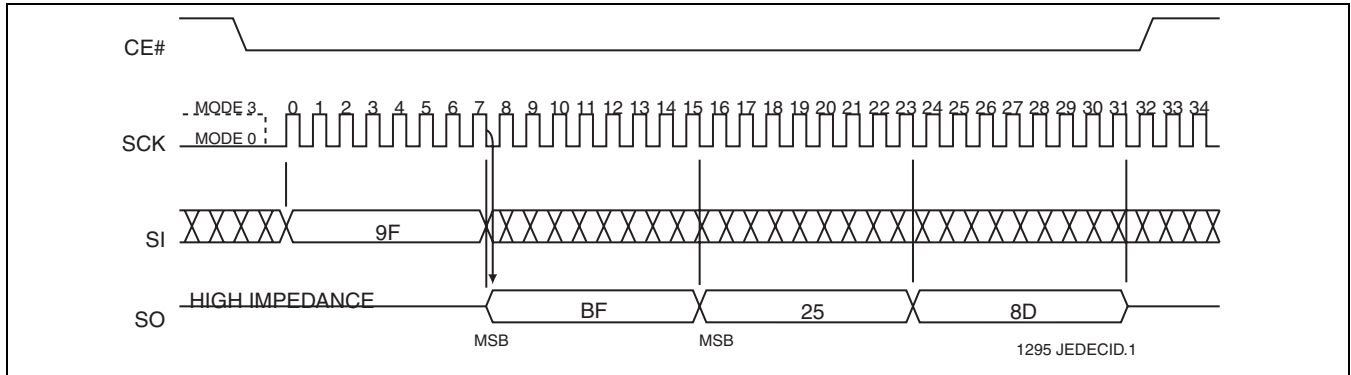 CE#
MODE 3 0 1 2 3 4 5 6 7 8 9 10 11 12 13 14 15 16 17 18 19 20 21 22 23 24 25 26 27 28 29 30 31 32 33 34
SCK MODE 0
SI 9F
HIGH IMPEDANCE
SO BF 25 8D
MSB MSB
1295 JEDECID.1